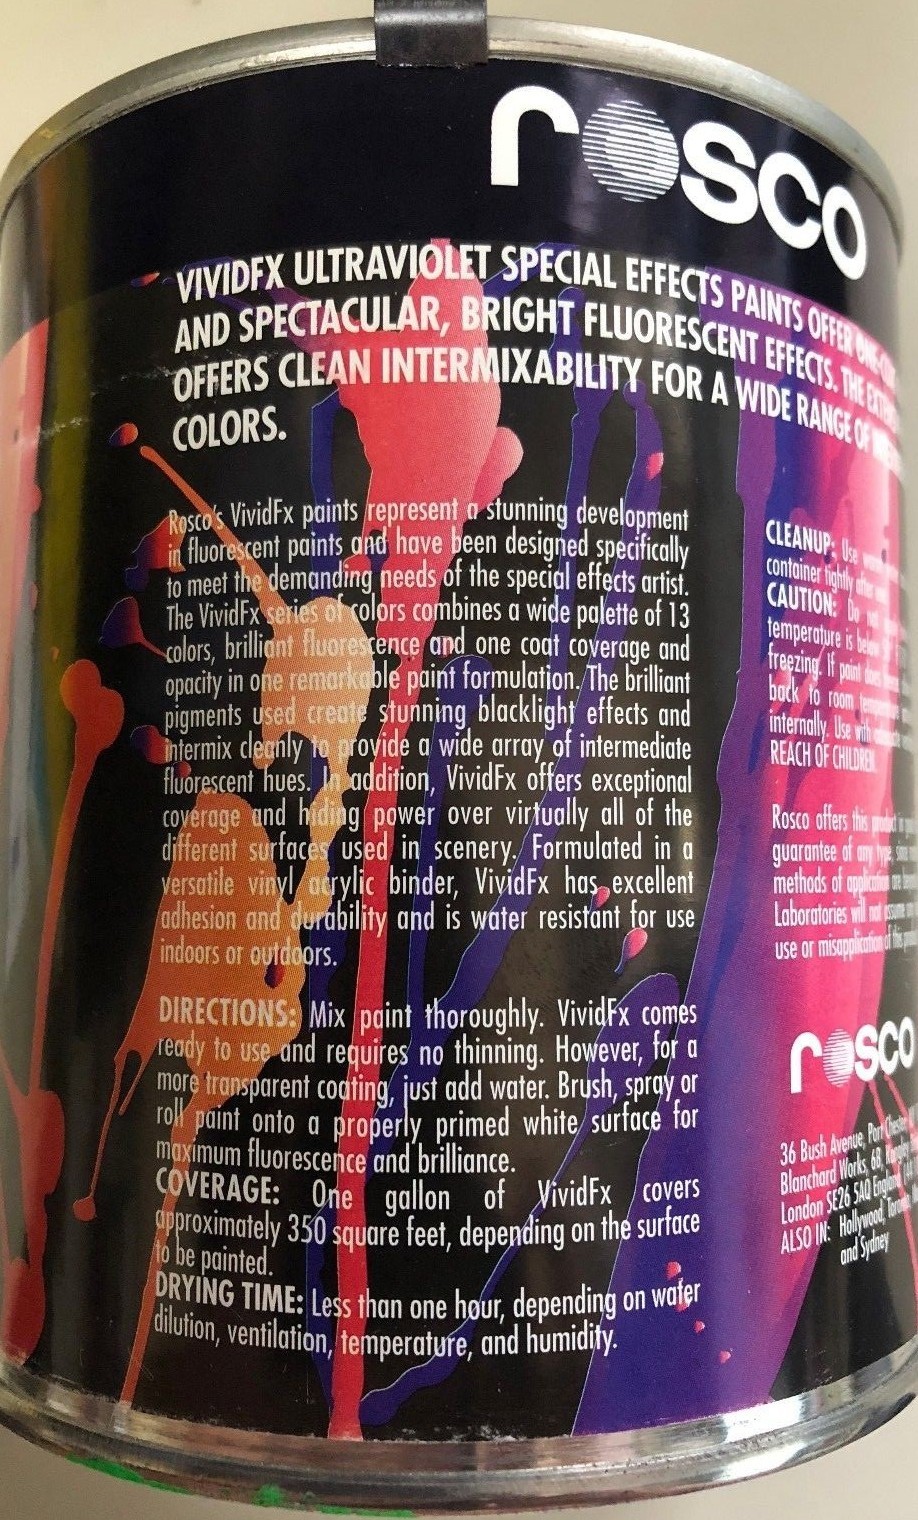 rosco
VIVIDFX ULTRAVIOLET SPECIAL EFFECTS PAINTS OFFER ONE-COAT
AND SPECTACULAR, BRIGHT FLUORESCENT EFFECTS. THE
OFFERS CLEAN INTERMIXABILITY FOR A WIDE RANGE OF
COLORS.
Rosco's VividFx paints represent a stunning development
in fluorescent paints and have been designed specifically
to meet the demanding needs of the special effects artist.
The VividFx series of colors combines a wide palette of 13
colors, brilliant fluorescence and one coat coverage and
opacity in one remarkable paint formulation. The brilliant
pigments used create stunning blacklight effects and
intermix cleanly to provide a wide array of intermediate
fluorescent hues. In addition, VividFx offers exceptional
coverage and hiding power over virtually all of the
different surfaces used in scenery. Formulated in a
versatile vinyl acrylic binder, VividFx has excellent
adhesion and durability and is water resistant for use
indoors or outdoors.
DIRECTIONS: Mix paint thoroughly. VividFx comes
ready to use and requires no thinning. However, for a
more transparent coating, just add water. Brush, spray or
roll paint onto a properly primed white surface for
maximum fluorescence and brilliance.
COVERAGE: One gallon of VividFx covers
approximately 350 square feet, depending on the surface
to be painted.
DRYING TIME: Less than one hour, depending on water
dilution, ventilation, temperature, and humidity.
CLEANUP: Use
container tightly after
CAUTION: Do not
temperature is below
freezing. If paint does
back to room
internally. Use with
REACH OF CHILDREN.
Rosco offers this product
guarantee of any type,
methods of application are
Laboratories will not assume
use or misapplication of this
rosco
36 Bush Avenue, Port Chester
Blanchard Works, 6B,
London SE26 5AQ England
ALSO IN: Hollywood,
and Sydney